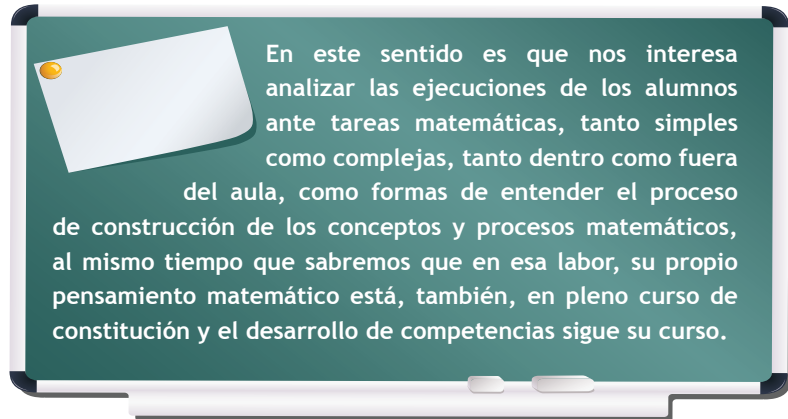 En este sentido es que nos interesa
analizar las ejecuciones de los alumnos
ante tareas matemáticas, tanto simples
como complejas, tanto dentro como fuera
del aula, como formas de entender el proceso
de construcción de los conceptos y procesos matemáticos,
al mismo tiempo que sabremos que en esa labor, su propio
pensamiento matemático está, también, en pleno curso de
constitución y el desarrollo de competencias sigue su curso.